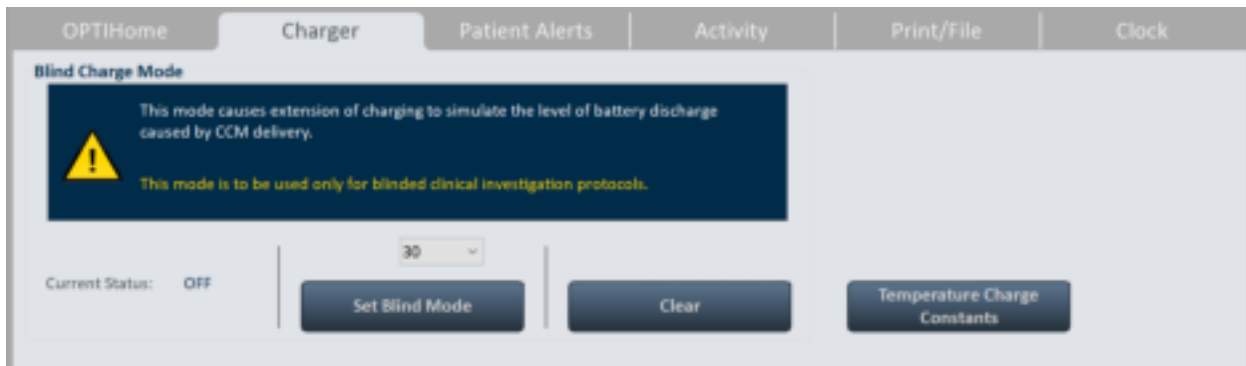 OPTIHome Charger Patient Alerts Activity Print/File Clock
Blind Charge Mode
This mode causes extension of charging to simulate the level of battery discharge
caused by CCM delivery.
This mode is to be used only for blinded clinical investigation protocols.
30
Current Status: OFF
Set Blind Mode
Clear
Temperature Charge
Constants